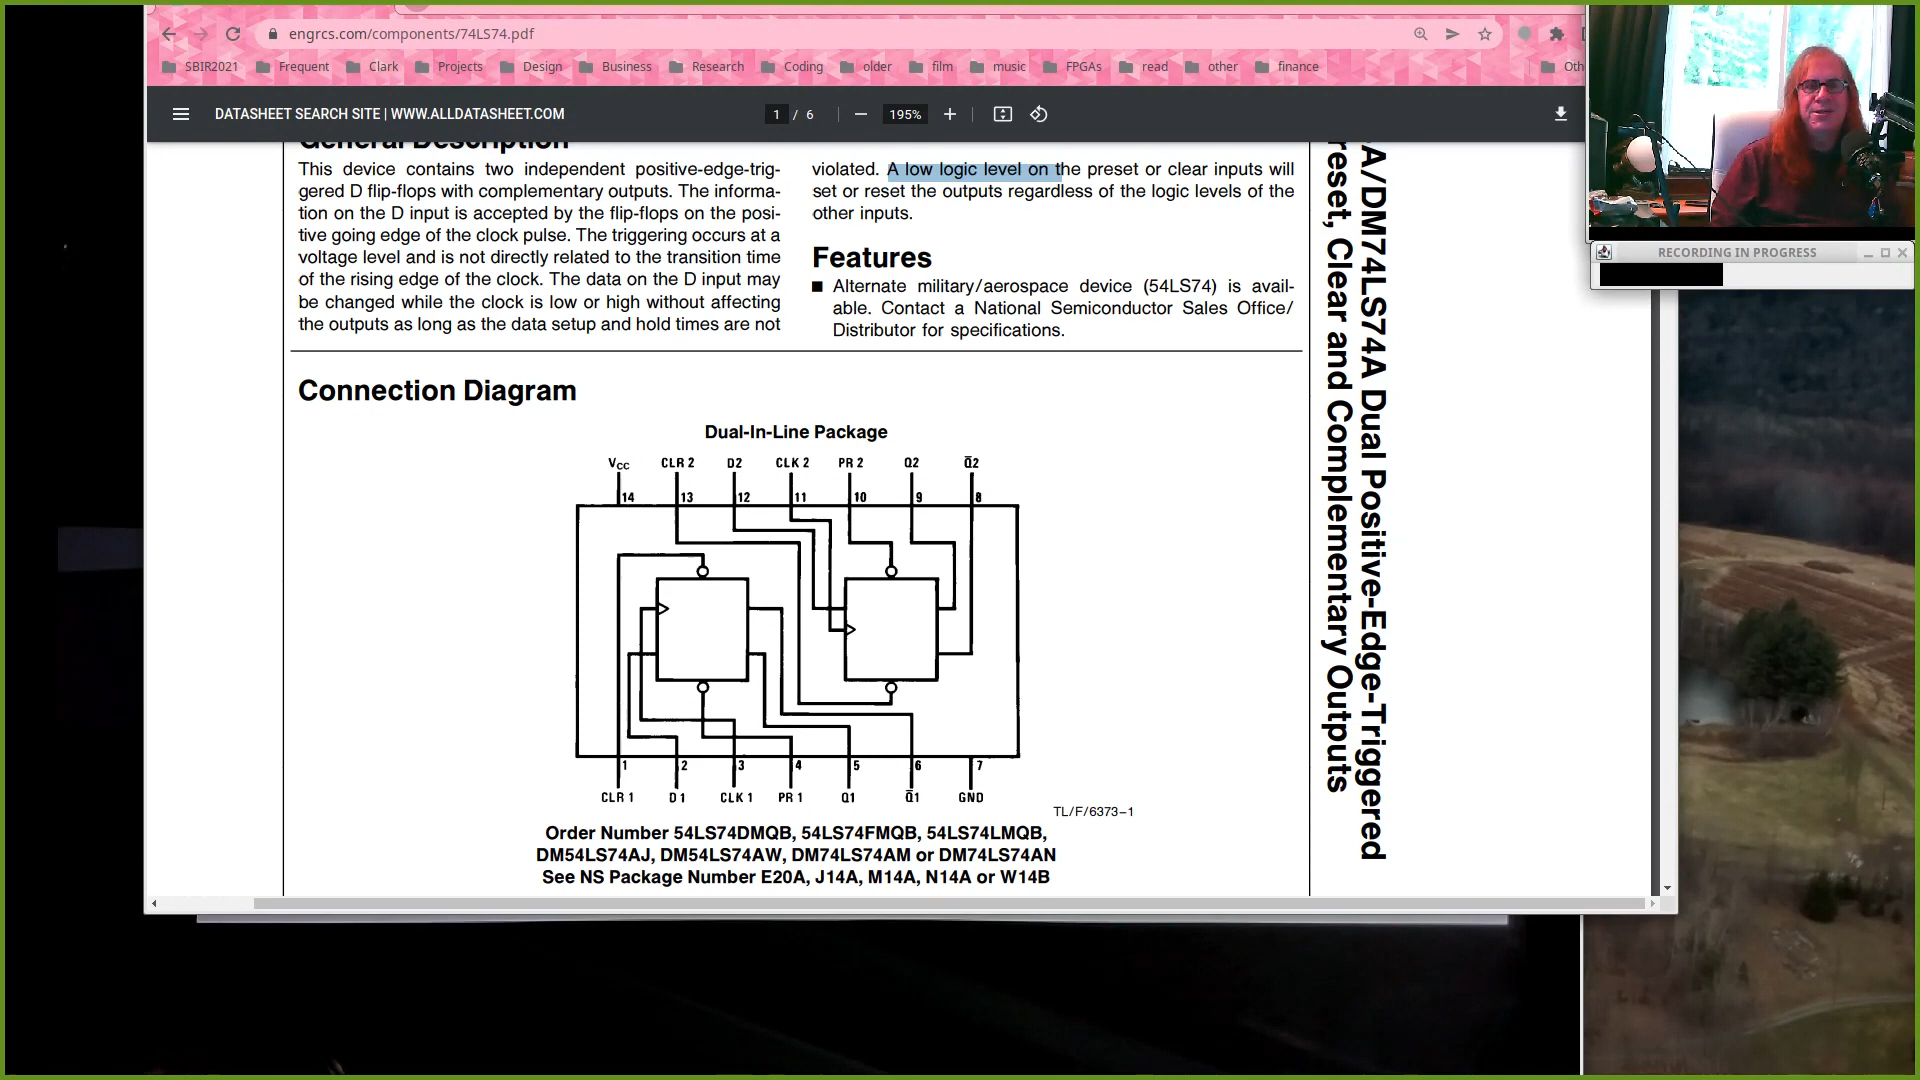 engrcs.com/components/74LS74.pdf
SBIR2021 Frequent Clark Projects Design Business Research Coding older film music FPGAs read other finance Oth
DATASHEET SEARCH SITE | WWW.ALLDATASHEET.COM
1 / 6
195%
RECORDING IN PROGRESS
General Description
This device contains two independent positive-edge-trig-
gered D flip-flops with complementary outputs. The informa-
tion on the D input is accepted by the flip-flops on the posi-
tive going edge of the clock pulse. The triggering occurs at a
voltage level and is not directly related to the transition time
of the rising edge of the clock. The data on the D input may
be changed while the clock is low or high without affecting
the outputs as long as the data setup and hold times are not
violated. A low logic level on the preset or clear inputs will
set or reset the outputs regardless of the logic levels of the
other inputs.
Features
■ Alternate military/aerospace device (54LS74) is avail-
able. Contact a National Semiconductor Sales Office/
Distributor for specifications.
Connection Diagram
Dual-In-Line Package
VCC CLR 2 D2 CLK 2 PR 2 Q2 Q̅2
14 13 12 11 10 9 8
1 2 3 4 5 6 7
CLR 1 D1 CLK 1 PR 1 Q1 Q̅1 GND
TL/F/6373–1
Order Number 54LS74DMQB, 54LS74FMQB, 54LS74LMQB,
DM54LS74AJ, DM54LS74AW, DM74LS74AM or DM74LS74AN
See NS Package Number E20A, J14A, M14A, N14A or W14B
A/DM74LS74A Dual Positive-Edge-Triggered
reset, Clear and Complementary Outputs